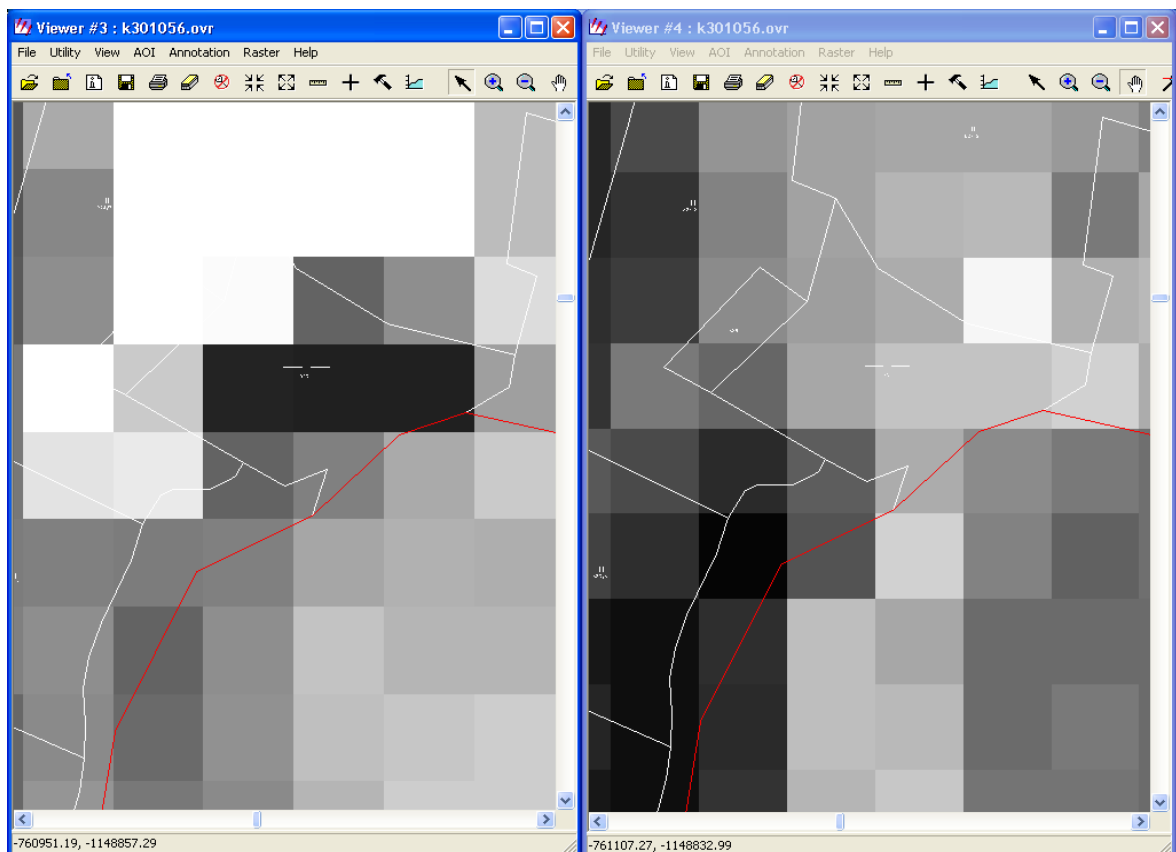 Viewer #3 : k301056.ovr
File Utility View AOI Annotation Raster Help
-760951.19, -1148857.29
Viewer #4 : k301056.ovr
File Utility View AOI Annotation Raster Help
-761107.27, -1148832.99